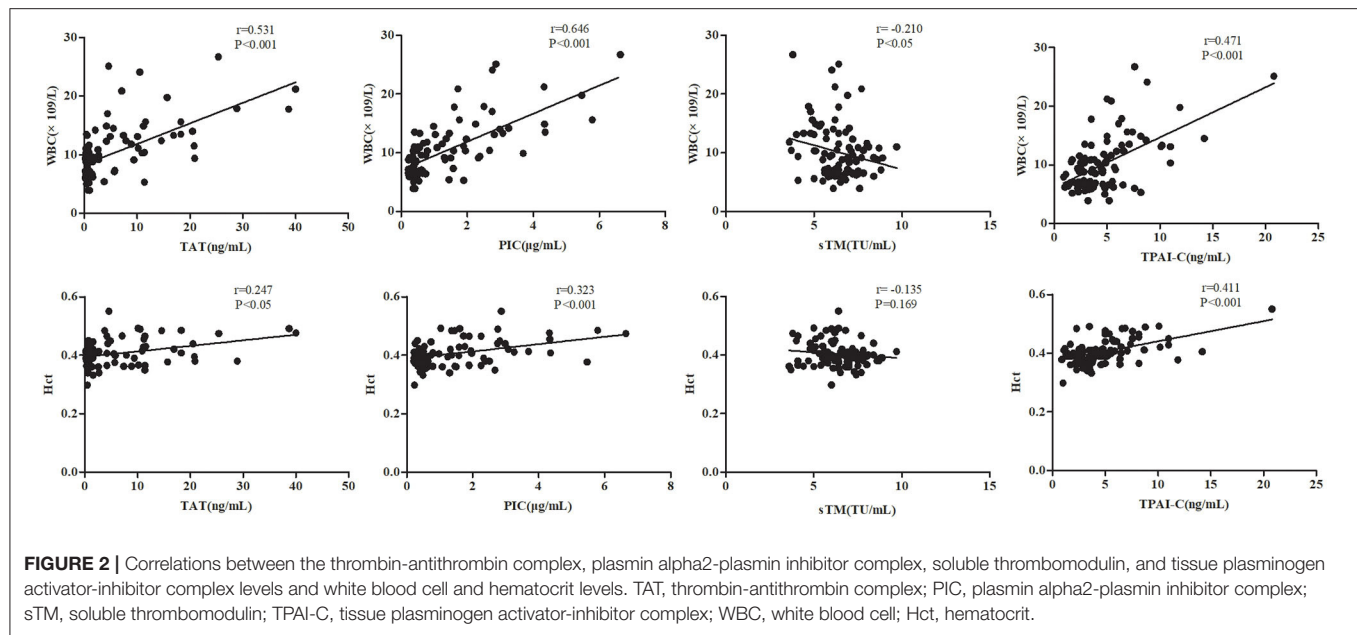 r=0.531
P<0.001
30
20
10
0
WBC(× 109/L)
0 10 20 30 40 50
TAT(ng/mL)
r=0.646
P<0.001
30
20
10
0
WBC(× 109/L)
0 2 4 6 8
PIC(μg/mL)
r= -0.210
P<0.05
30
20
10
0
WBC(× 109/L)
0 5 10 15
sTM(TU/mL)
r=0.471
P<0.001
30
20
10
0
WBC(× 109/L)
0 5 10 15 20 25
TPAI-C(ng/mL)
r=0.247
P<0.05
0.6
0.4
0.2
0.0
Hct
0 10 20 30 40 50
TAT(ng/mL)
r=0.323
P<0.001
0.6
0.4
0.2
0.0
Hct
0 2 4 6 8
PIC(μg/mL)
r= -0.135
P=0.169
0.6
0.4
0.2
0.0
Hct
0 5 10 15
sTM(TU/mL)
r=0.411
P<0.001
0.6
0.4
0.2
0.0
Hct
0 5 10 15 20 25
TPAI-C(ng/mL)
FIGURE 2 | Correlations between the thrombin-antithrombin complex, plasmin alpha2-plasmin inhibitor complex, soluble thrombomodulin, and tissue plasminogen
activator-inhibitor complex levels and white blood cell and hematocrit levels. TAT, thrombin-antithrombin complex; PIC, plasmin alpha2-plasmin inhibitor complex;
sTM, soluble thrombomodulin; TPAI-C, tissue plasminogen activator-inhibitor complex; WBC, white blood cell; Hct, hematocrit.